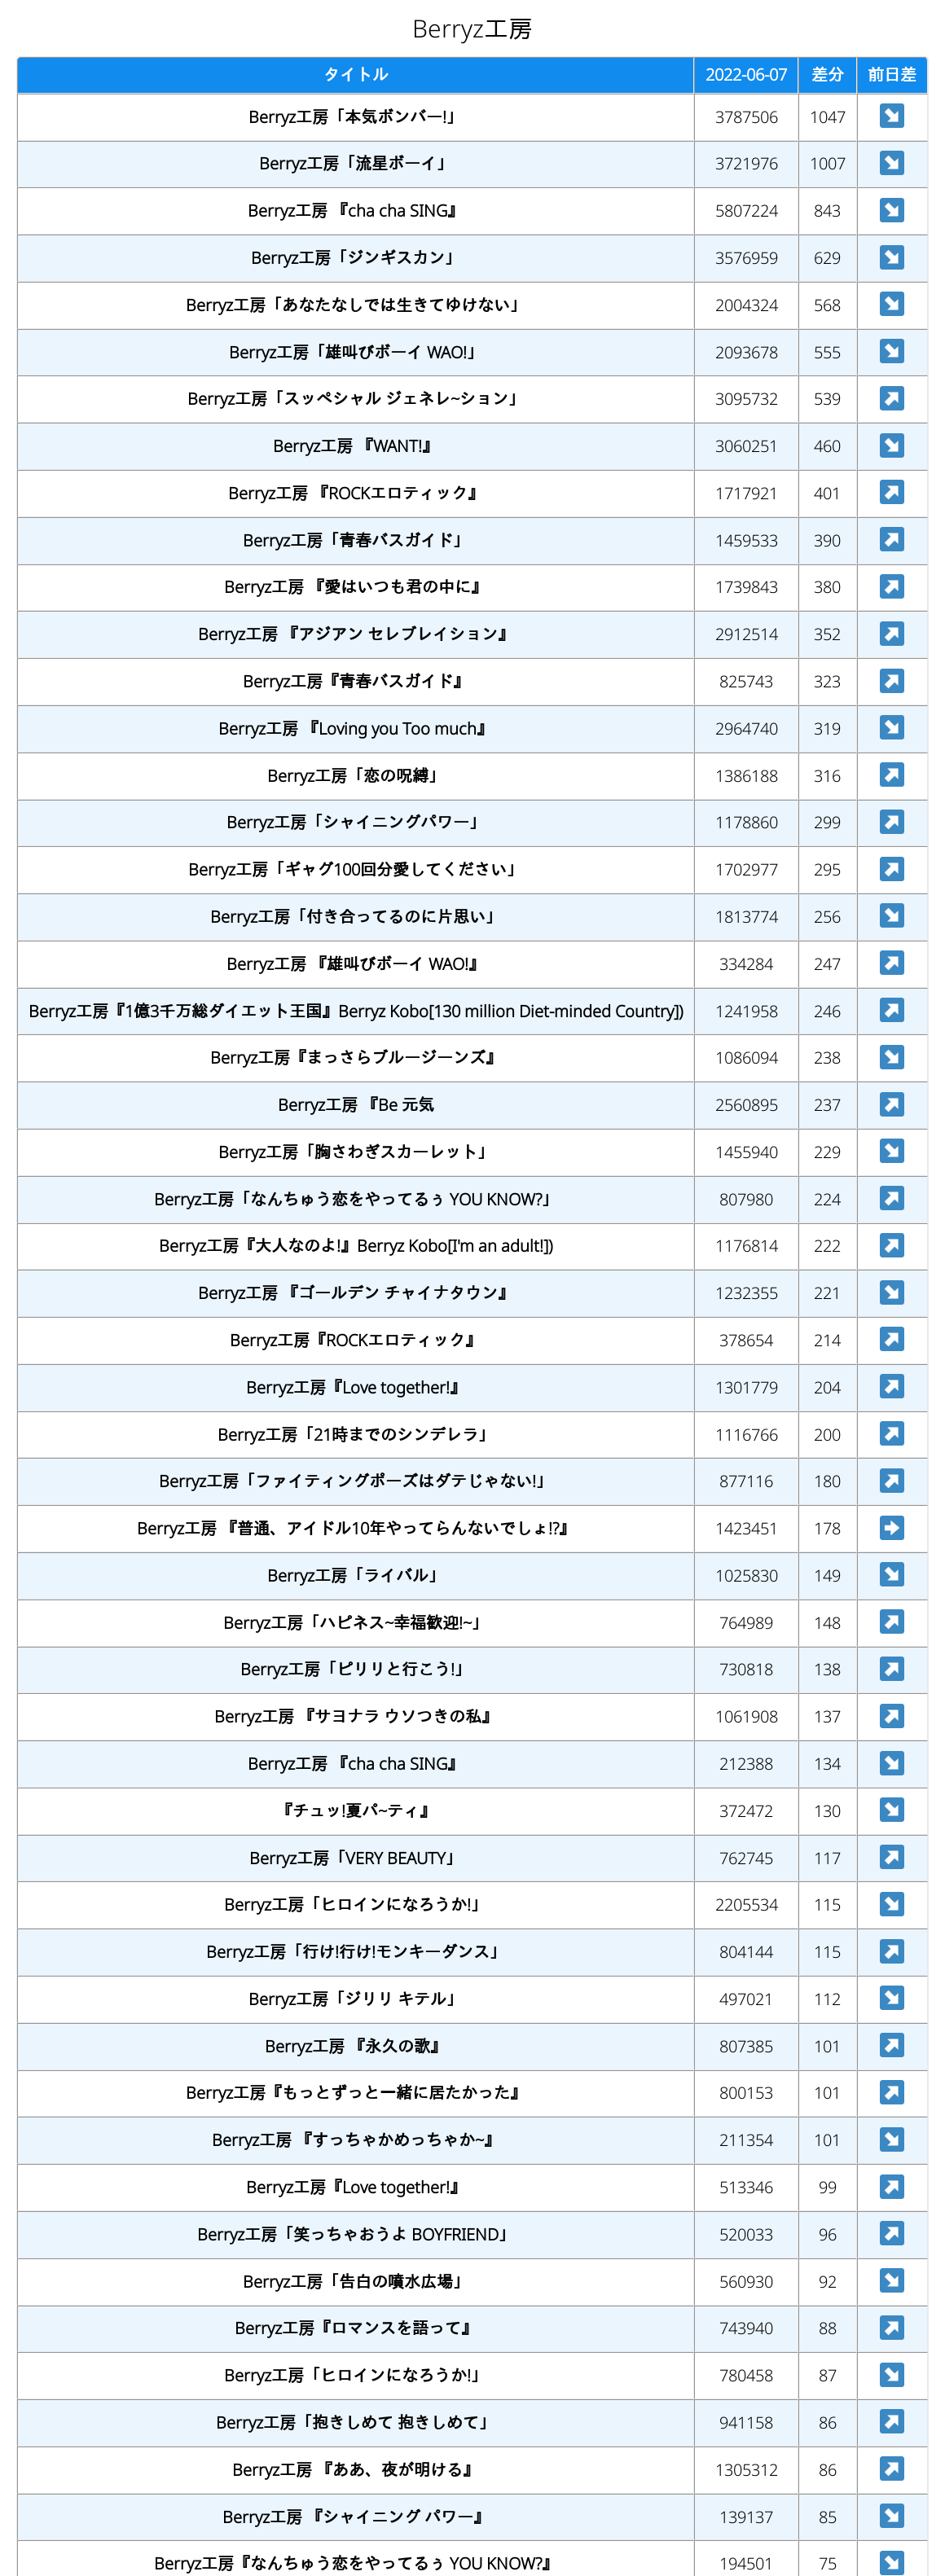 Berryz工房
タイトル 2022-06-07 差分 前日差
Berryz工房「本気ボンバー!」 3787506 1047 ↘
Berryz工房「流星ボーイ」 3721976 1007 ↘
Berryz工房 『cha cha SING』 5807224 843 ↘
Berryz工房「ジンギスカン」 3576959 629 ↘
Berryz工房「あなたなしでは生きてゆけない」 2004324 568 ↘
Berryz工房「雄叫びボーイ WAO!」 2093678 555 ↘
Berryz工房「スッペシャル ジェネレ~ション」 3095732 539 ↗
Berryz工房 『WANT!』 3060251 460 ↘
Berryz工房 『ROCKエロティック』 1717921 401 ↗
Berryz工房「青春バスガイド」 1459533 390 ↗
Berryz工房 『愛はいつも君の中に』 1739843 380 ↗
Berryz工房 『アジアン セレブレイション』 2912514 352 ↗
Berryz工房『青春バスガイド』 825743 323 ↗
Berryz工房 『Loving you Too much』 2964740 319 ↘
Berryz工房「恋の呪縛」 1386188 316 ↗
Berryz工房「シャイニングパワー」 1178860 299 ↗
Berryz工房「ギャグ100回分愛してください」 1702977 295 ↗
Berryz工房「付き合ってるのに片思い」 1813774 256 ↘
Berryz工房 『雄叫びボーイ WAO!』 334284 247 ↗
Berryz工房『1億3千万総ダイエット王国』Berryz Kobo[130 million Diet-minded Country]) 1241958 246 ↗
Berryz工房『まっさらブルージーンズ』 1086094 238 ↘
Berryz工房 『Be 元気 2560895 237 ↗
Berryz工房「胸さわぎスカーレット」 1455940 229 ↘
Berryz工房「なんちゅう恋をやってるぅ YOU KNOW?」 807980 224 ↗
Berryz工房『大人なのよ!』Berryz Kobo[I'm an adult!]) 1176814 222 ↗
Berryz工房 『ゴールデン チャイナタウン』 1232355 221 ↘
Berryz工房『ROCKエロティック』 378654 214 ↗
Berryz工房『Love together!』 1301779 204 ↗
Berryz工房「21時までのシンデレラ」 1116766 200 ↗
Berryz工房「ファイティングポーズはダテじゃない!」 877116 180 ↗
Berryz工房 『普通、アイドル10年やってらんないでしょ!?』 1423451 178 →
Berryz工房「ライバル」 1025830 149 ↘
Berryz工房「ハピネス~幸福歓迎!~」 764989 148 ↗
Berryz工房「ピリリと行こう!」 730818 138 ↗
Berryz工房 『サヨナラ ウソつきの私』 1061908 137 ↗
Berryz工房 『cha cha SING』 212388 134 ↘
『チュッ!夏パ~ティ』 372472 130 ↘
Berryz工房「VERY BEAUTY」 762745 117 ↗
Berryz工房「ヒロインになろうか!」 2205534 115 ↘
Berryz工房「行け!行け!モンキーダンス」 804144 115 ↗
Berryz工房「ジリリ キテル」 497021 112 ↘
Berryz工房 『永久の歌』 807385 101 ↗
Berryz工房『もっとずっと一緒に居たかった』 800153 101 ↗
Berryz工房 『すっちゃかめっちゃか~』 211354 101 ↘
Berryz工房『Love together!』 513346 99 ↗
Berryz工房「笑っちゃおうよ BOYFRIEND」 520033 96 ↗
Berryz工房「告白の噴水広場」 560930 92 ↘
Berryz工房『ロマンスを語って』 743940 88 ↗
Berryz工房「ヒロインになろうか!」 780458 87 ↘
Berryz工房「抱きしめて 抱きしめて」 941158 86 ↗
Berryz工房 『ああ、夜が明ける』 1305312 86 ↗
Berryz工房 『シャイニング パワー』 139137 85 ↘
Berryz工房『なんちゅう恋をやってるぅ YOU KNOW?』 194501 75 ↘